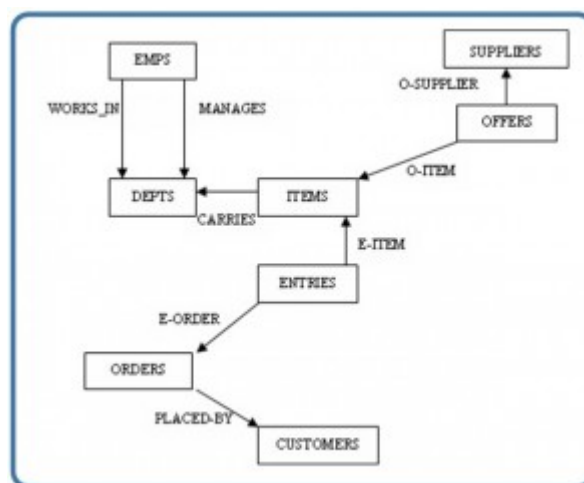 SUPPLIERS
EMPS
O-SUPPLIER
WORKS_IN
MANAGES
OFFERS
O-ITEM
DEPTS
ITEMS
CARRIES
E-ITEM
ENTRIES
E-ORDER
ORDERS
PLACED-BY
CUSTOMERS